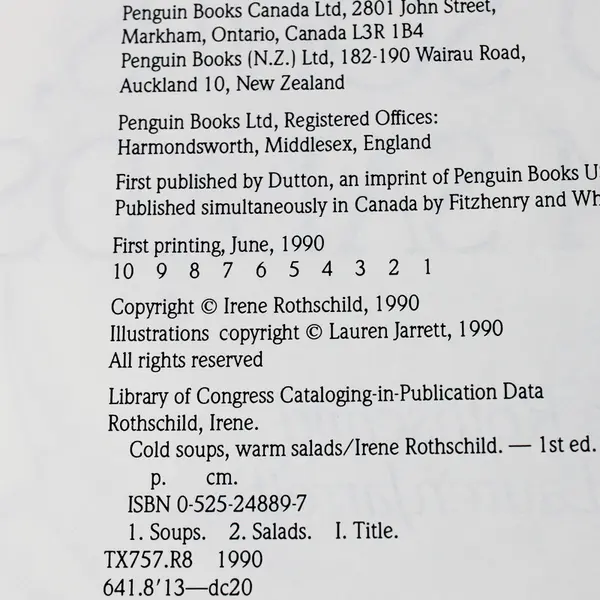 Penguin Books Canada Ltd, 2801 John Street,
Markham, Ontario, Canada L3R 1B4
Penguin Books (N.Z.) Ltd, 182-190 Wairau Road,
Auckland 10, New Zealand
Penguin Books Ltd, Registered Offices:
Harmondsworth, Middlesex, England
First published by Dutton, an imprint of Penguin Books
Published simultaneously in Canada by Fitzhenry and
First printing, June, 1990
10 9 8 7 6 5 4 3 2 1
Copyright © Irene Rothschild, 1990
Illustrations copyright © Lauren Jarrett, 1990
All rights reserved
Library of Congress Cataloging-in-Publication Data
Rothschild, Irene.
Cold soups, warm salads/Irene Rothschild. — 1st ed.
p. cm.
ISBN 0-525-24889-7
1. Soups. 2. Salads. I. Title.
TX757.R8 1990
641.8'13—dc20